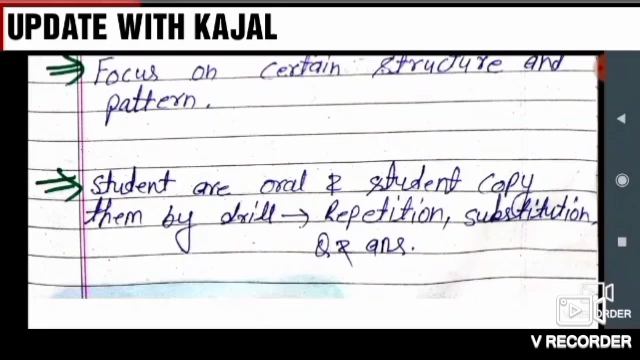 UPDATE WITH KAJAL
⇒ Focus on certain structure and
pattern.
⇒ Student are oral & student copy
them by drill → Repetition, substitution,
Q & ans.
ORDER
V RECORDER